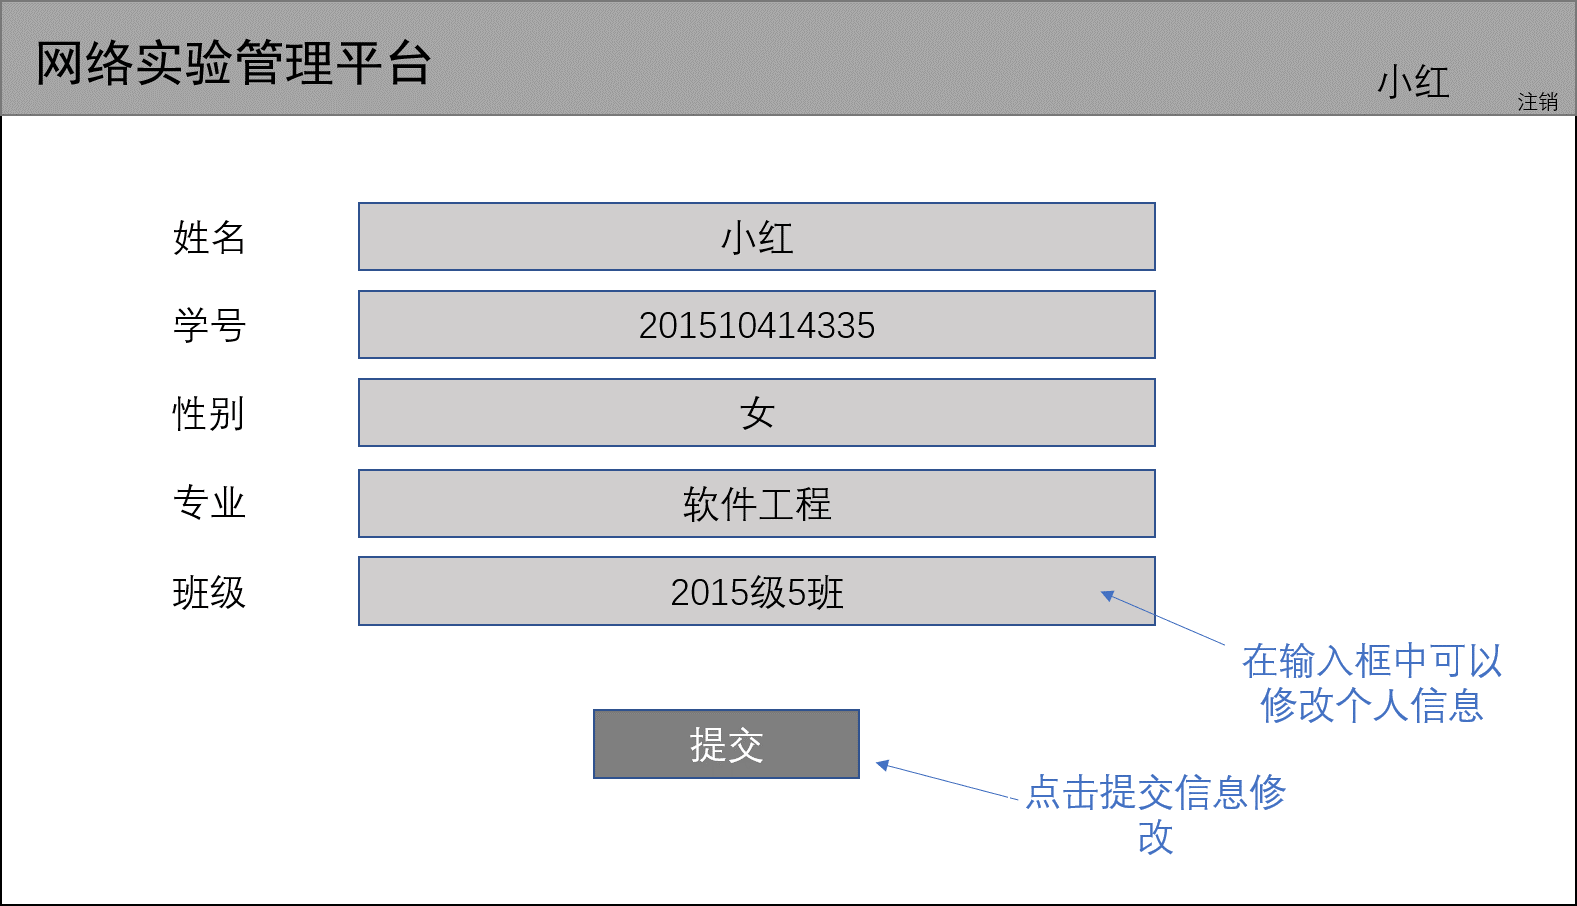 网络实验管理平台
小红
注销
姓名
小红
学号
201510414335
性别
女
专业
软件工程
班级
2015级5班
在输入框中可以
修改个人信息
提交
点击提交信息修
改